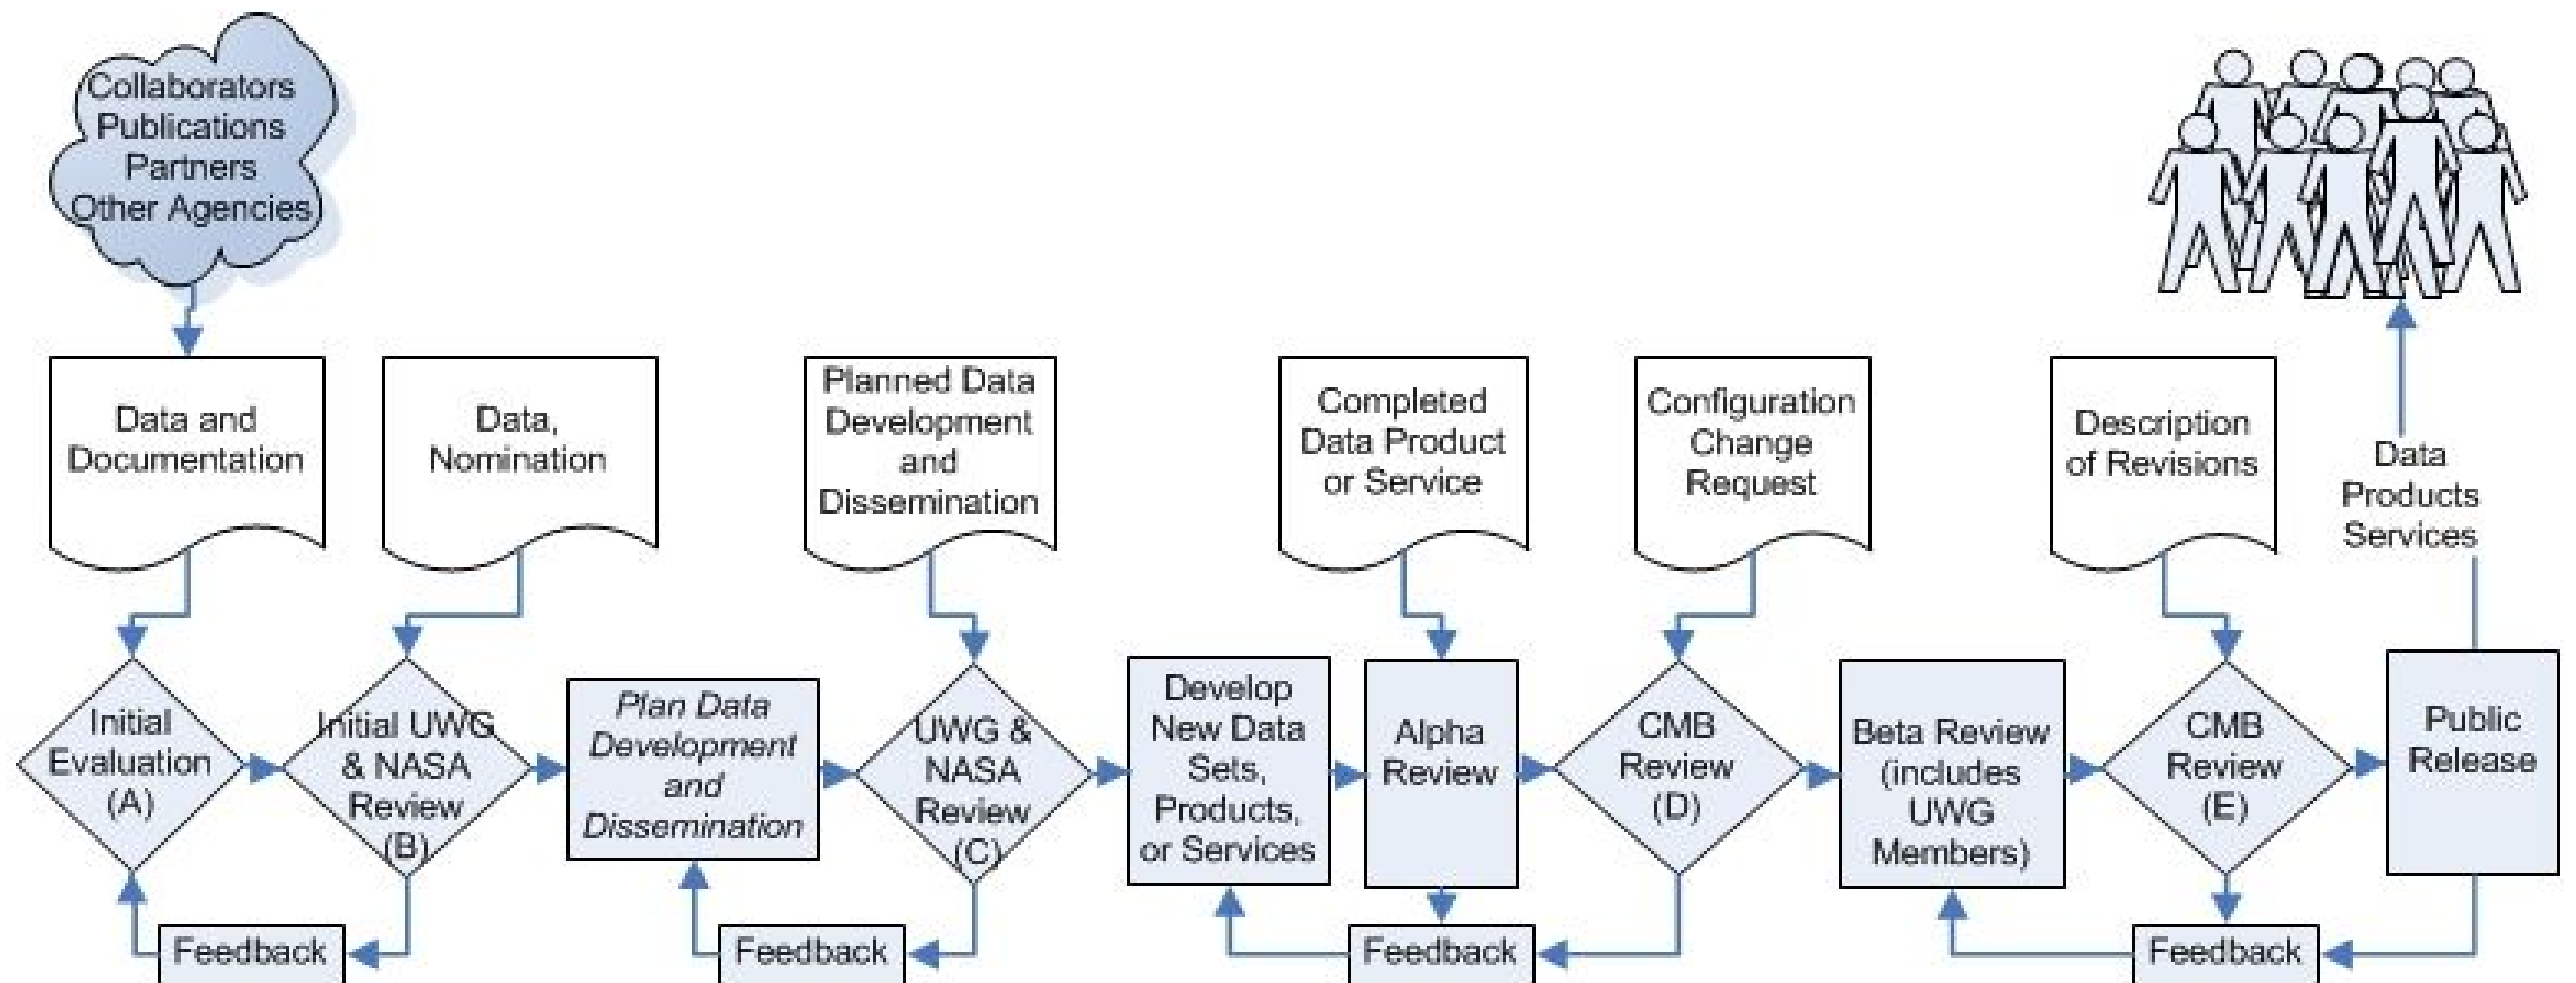 Collaborators
Publications
Partners
Other Agencies
Data and
Documentation
Data,
Nomination
Planned Data
Development
and
Dissemination
Completed
Data Product
or Service
Configuration
Change
Request
Description
of Revisions
Data
Products
Services
Initial
Evaluation
(A)
Initial UWG
& NASA
Review
(B)
Plan Data
Development
and
Dissemination
UWG &
NASA
Review
(C)
Develop
New Data
Sets,
Products,
or Services
Alpha
Review
CMB
Review
(D)
Beta Review
(includes
UWG
Members)
CMB
Review
(E)
Public
Release
Feedback
Feedback
Feedback
Feedback